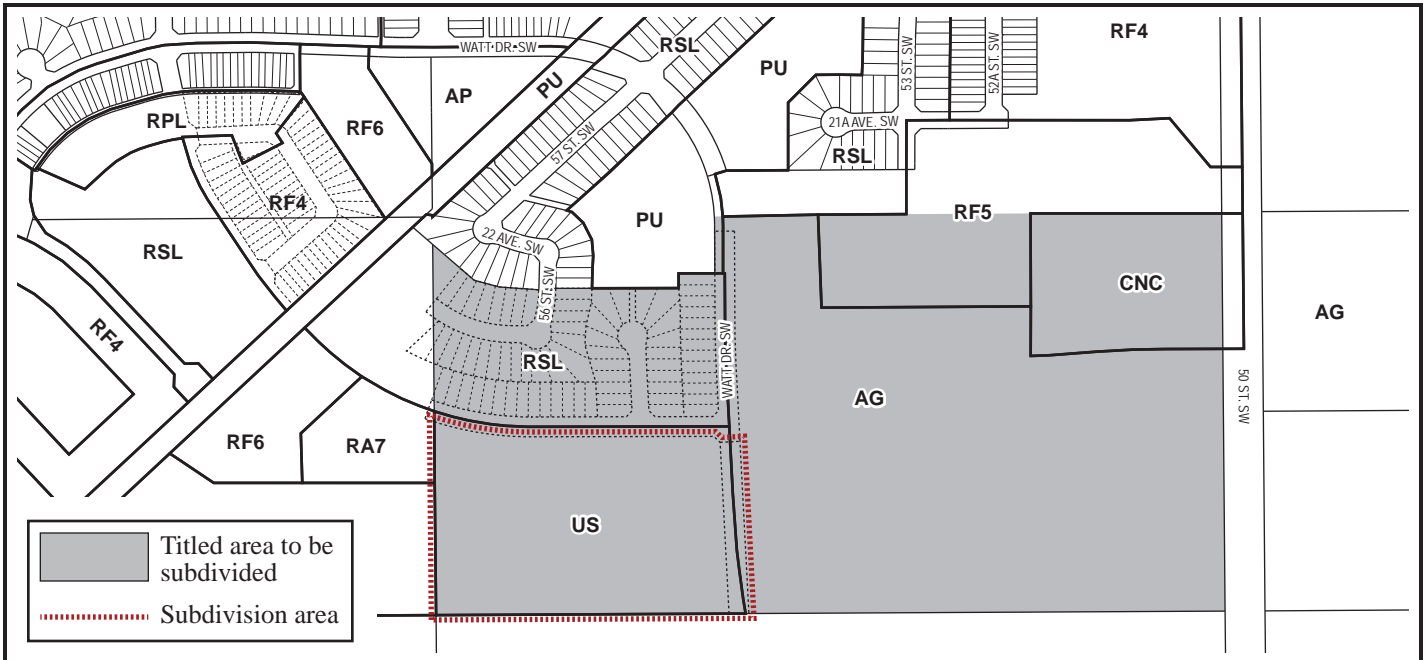 WATT DR. SW
RSL
RF4
PU
PU
53 ST. SW
52A ST. SW
AP
RPL
RF6
57 ST. SW
21A AVE. SW
RSL
RF4
PU
RF5
RSL
22 AVE. SW
56 ST. SW
CNC
AG
RF4
RSL
WATT DR. SW
AG
50 ST. SW
RF6
RA7
US
Titled area to be
subdivided
Subdivision area